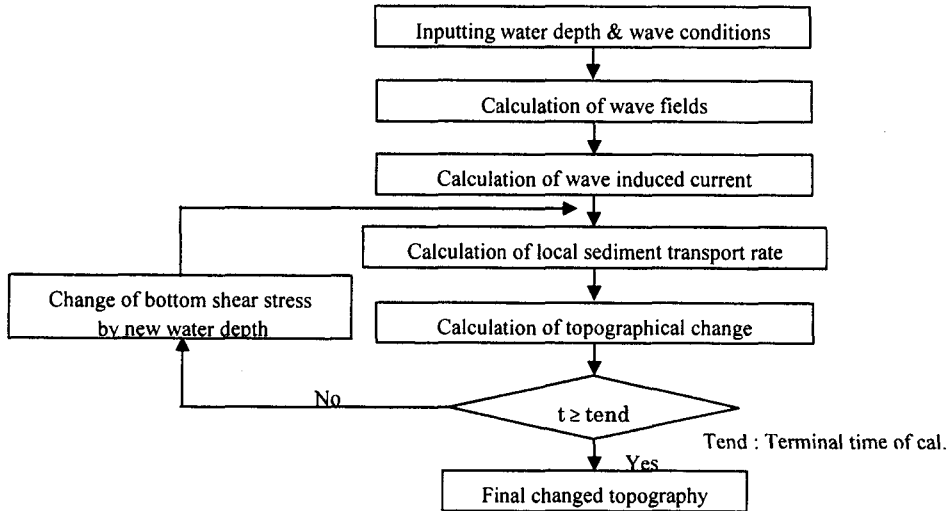 Inputting water depth & wave conditions
Calculation of wave fields
Calculation of wave induced current
Calculation of local sediment transport rate
Change of bottom shear stress
by new water depth
Calculation of topographical change
No
t ≥ tend
Tend : Terminal time of cal.
Yes
Final changed topography